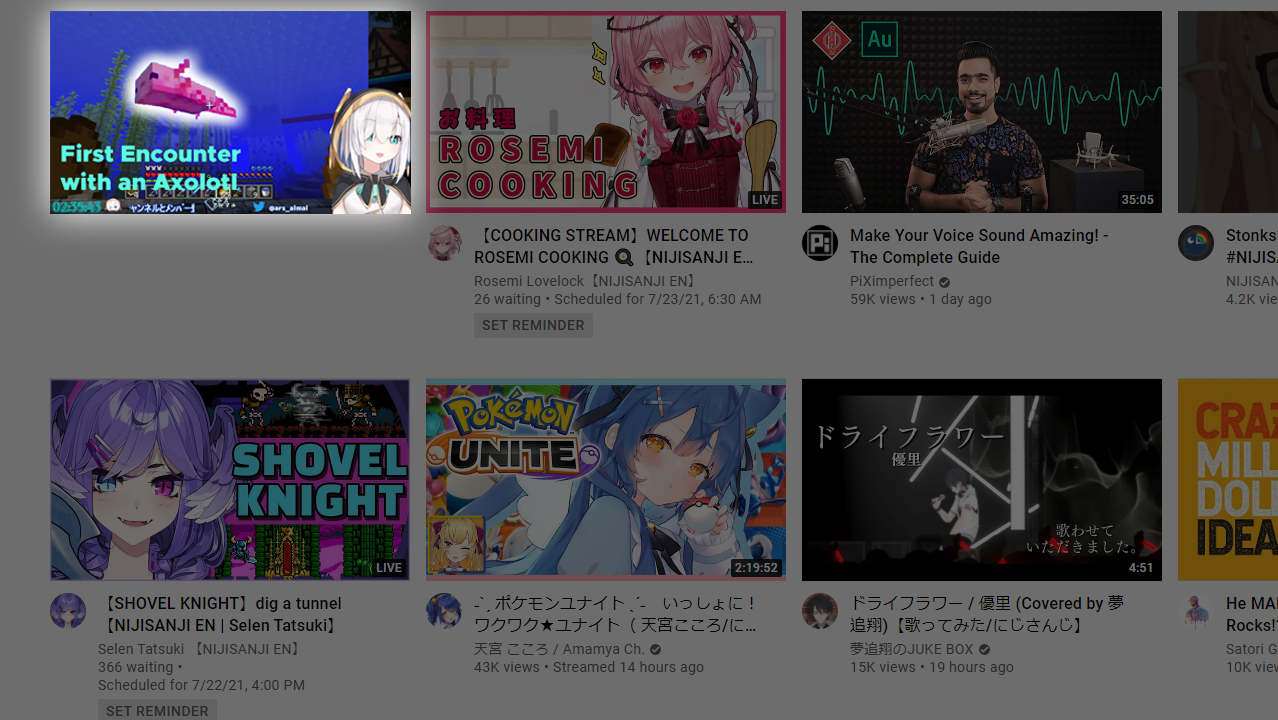 First Encounter
with an Axolotl!
02:35:43
ャンネルとメンバー
@ars_almal
お料理
ROSEMI
COOKING
LIVE
【COOKING STREAM】WELCOME TO
ROSEMI COOKING 🍳【NIJISANJI E...
Rosemi Lovelock【NIJISANJI EN】
26 waiting • Scheduled for 7/23/21, 6:30 AM
SET REMINDER
Au
35:05
Pi
Make Your Voice Sound Amazing! -
The Complete Guide
PiXimperfect
59K views • 1 day ago
Stonks
#NIJIS
NIJISAN
4.2K vie
SHOVEL
KNIGHT
LIVE
【SHOVEL KNIGHT】dig a tunnel
【NIJISANJI EN | Selen Tatsuki】
Selen Tatsuki 【NIJISANJI EN】
366 waiting •
Scheduled for 7/22/21, 4:00 PM
SET REMINDER
POKéMON
UNITE
2:19:52
˗ˋˏ ポケモンユナイト ˎˊ˗ いっしょに！
ワクワク★ユナイト（ 天宮こころ/に...
天宮 こころ / Amamya Ch.
43K views • Streamed 14 hours ago
ドライフラワー
優里
歌わせて
いただきました。
4:51
ドライフラワー / 優里 (Covered by 夢
追翔)【歌ってみた/にじさんじ】
夢追翔のJUKE BOX
15K views • 19 hours ago
CRAZ
MILL
DOLL
IDEA
He MA
Rocks!
Satori G
10K view